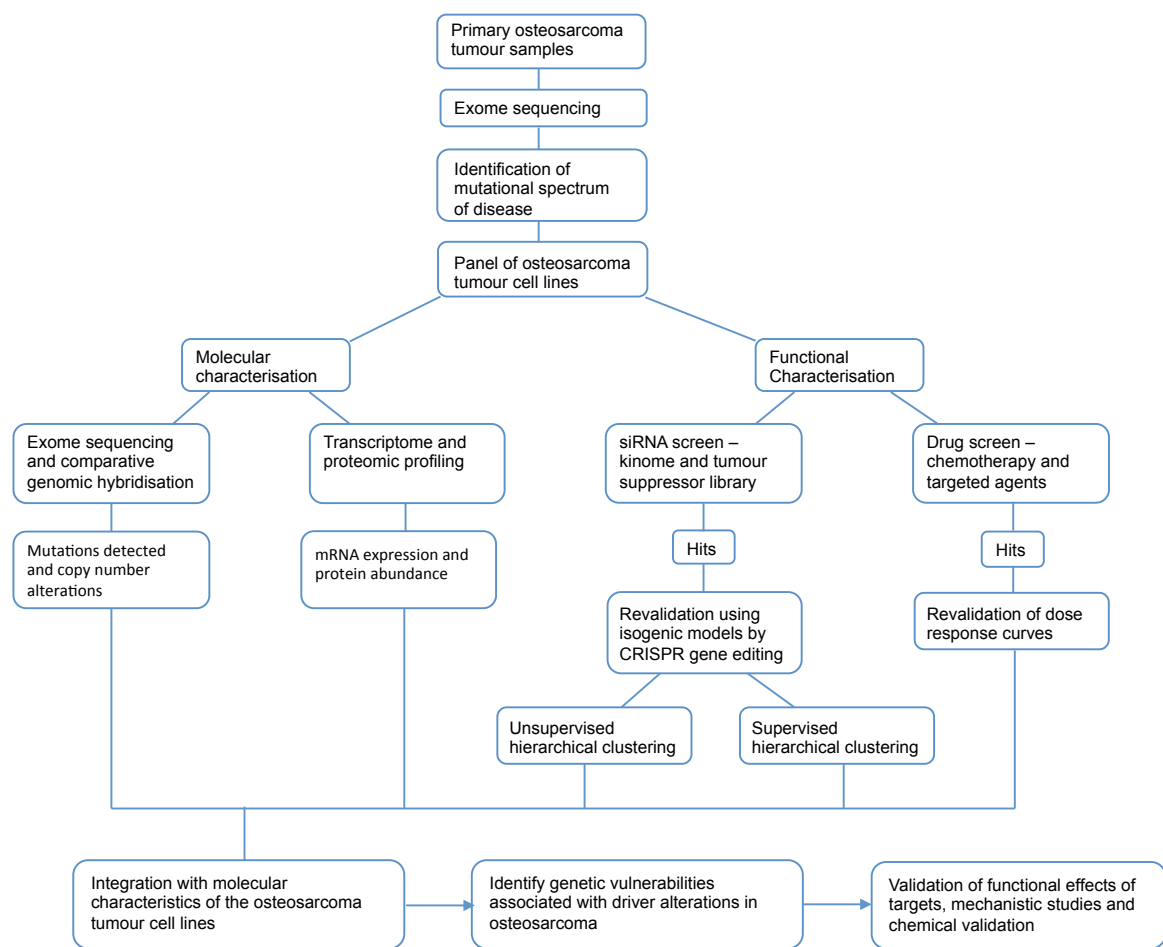 Primary osteosarcoma
tumour samples
Exome sequencing
Identification of
mutational spectrum
of disease
Panel of osteosarcoma
tumour cell lines
Molecular
characterisation
Functional
Characterisation
Exome sequencing
and comparative
genomic hybridisation
Transcriptome and
proteomic profiling
siRNA screen –
kinome and tumour
suppressor library
Drug screen –
chemotherapy and
targeted agents
Mutations detected
and copy number
alterations
mRNA expression and
protein abundance
Hits
Hits
Revalidation using
isogenic models by
CRISPR gene editing
Revalidation of dose
response curves
Unsupervised
hierarchical clustering
Supervised
hierarchical clustering
Integration with molecular
characteristics of the osteosarcoma
tumour cell lines
Identify genetic vulnerabilities
associated with driver alterations in
osteosarcoma
Validation of functional effects of
targets, mechanistic studies and
chemical validation